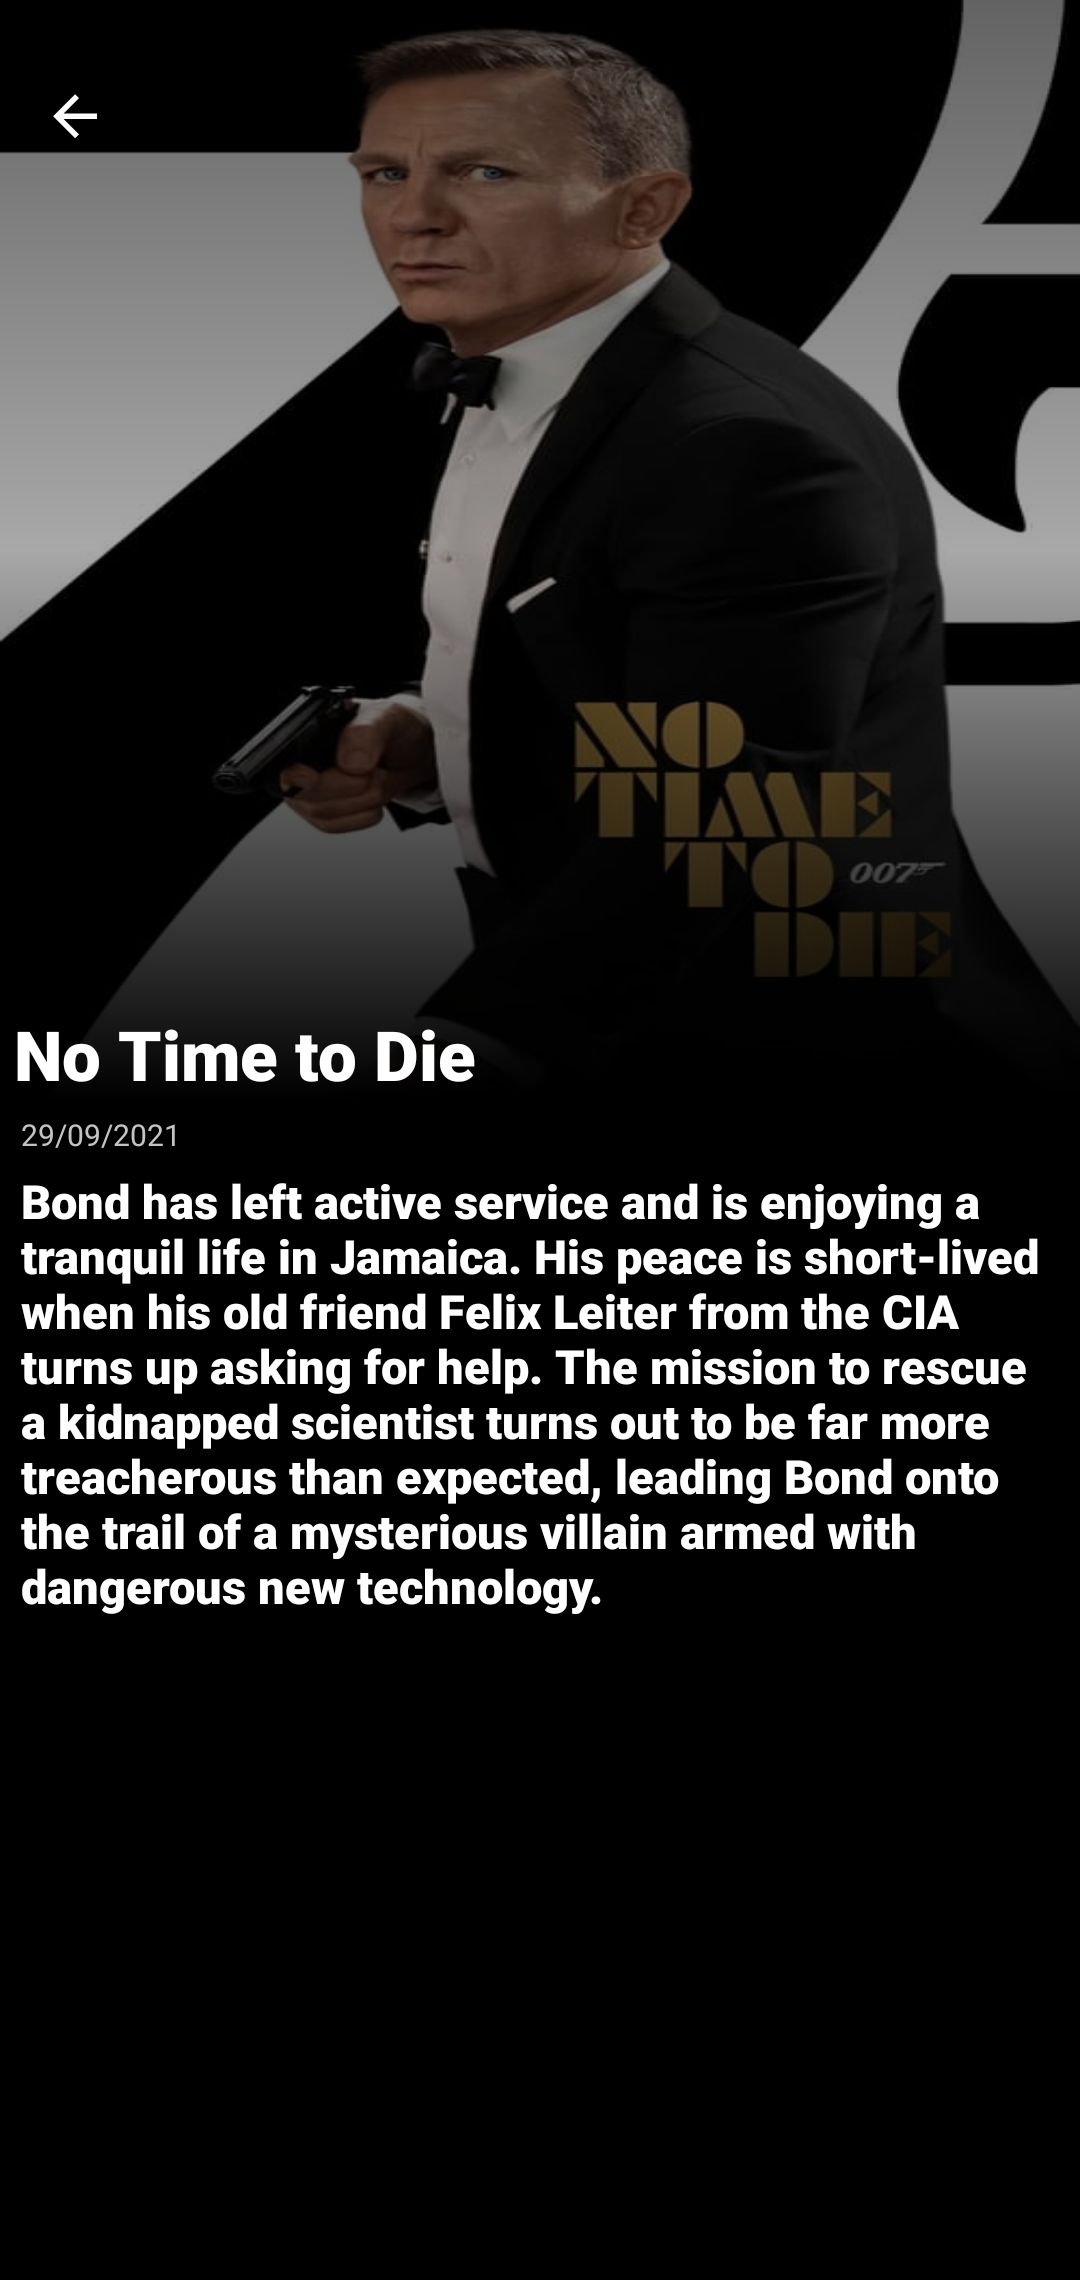 NO
TIME
TO 007
DIE
No Time to Die
29/09/2021
Bond has left active service and is enjoying a
tranquil life in Jamaica. His peace is short-lived
when his old friend Felix Leiter from the CIA
turns up asking for help. The mission to rescue
a kidnapped scientist turns out to be far more
treacherous than expected, leading Bond onto
the trail of a mysterious villain armed with
dangerous new technology.